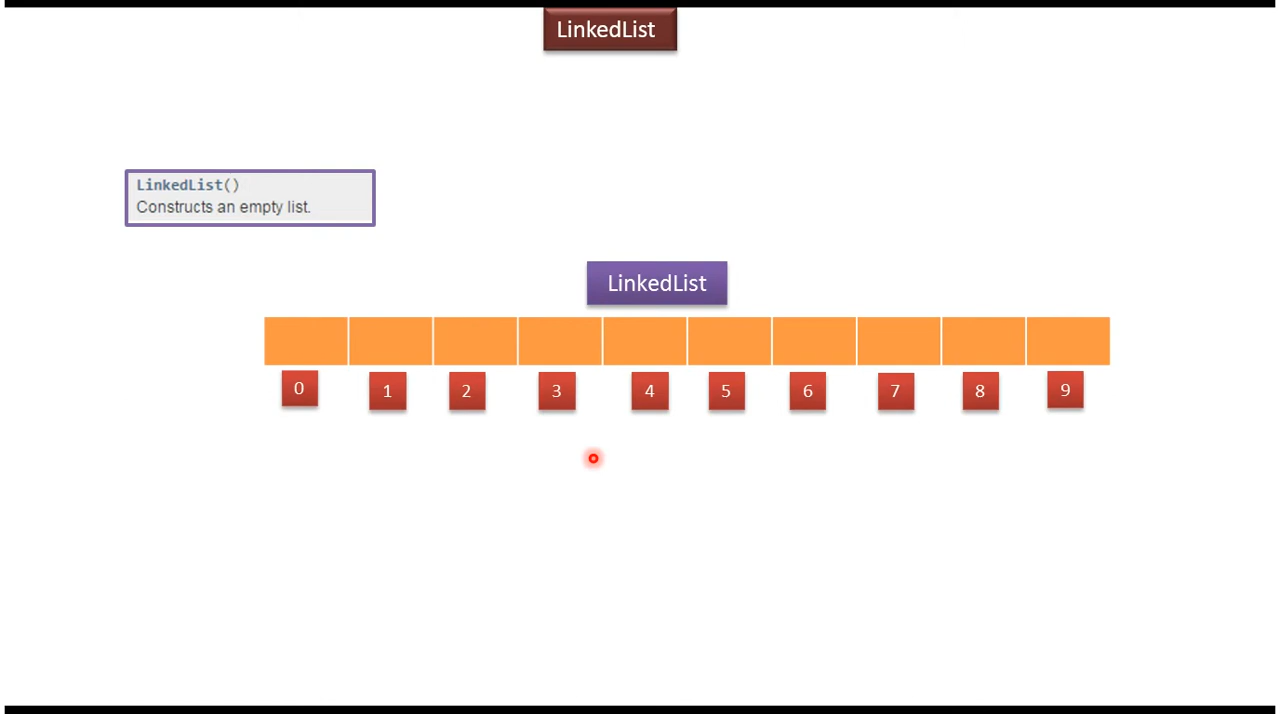 LinkedList
LinkedList()
Constructs an empty list.
LinkedList
0 1 2 3 4 5 6 7 8 9